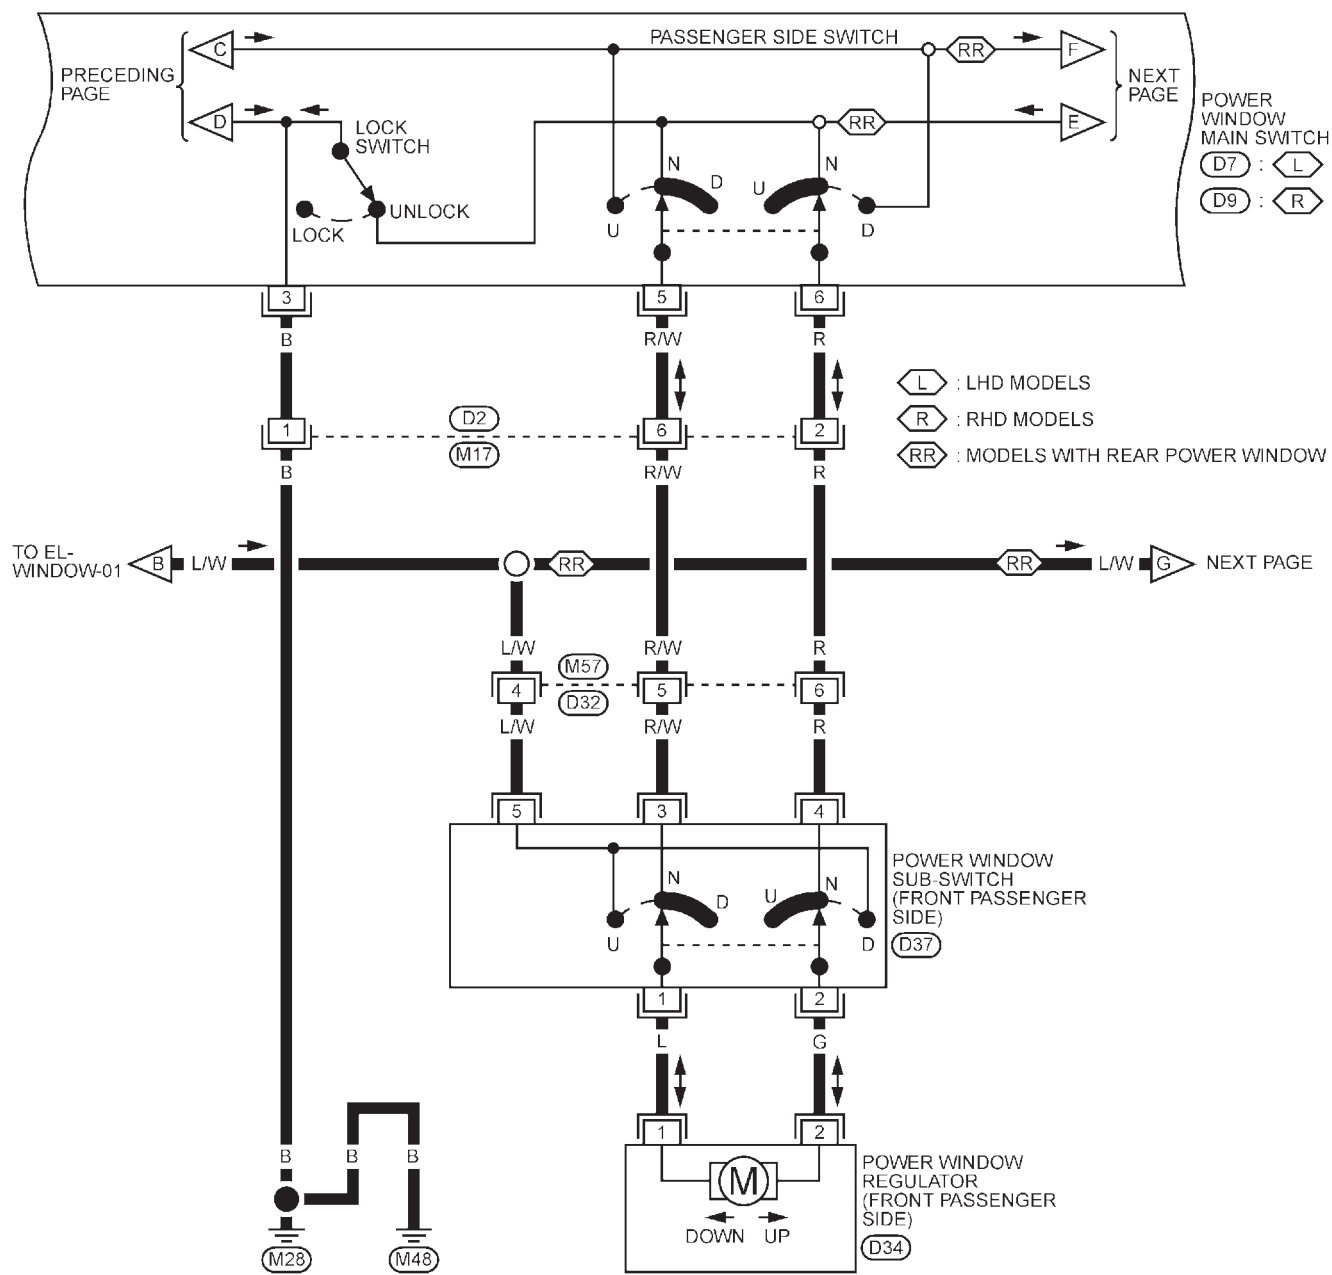 C
PASSENGER SIDE SWITCH
RR
F
PRECEDING
PAGE
NEXT
PAGE
D
LOCK
SWITCH
RR
E
POWER
WINDOW
MAIN SWITCH
D7 : L
D9 : R
N
D
U
N
UNLOCK
LOCK
U
D
3
5
6
B
R/W
R
L : LHD MODELS
R : RHD MODELS
RR : MODELS WITH REAR POWER WINDOW
D2
1
6
2
M17
B
R/W
R
TO EL-
WINDOW-01
B
L/W
RR
RR
L/W
G
NEXT PAGE
L/W
R/W
R
M57
4
5
6
D32
L/W
R/W
R
5
3
4
POWER WINDOW
SUB-SWITCH
(FRONT PASSENGER
SIDE)
D37
N
D
U
N
U
D
1
2
L
G
1
2
B
B
B
M
DOWN
UP
POWER WINDOW
REGULATOR
(FRONT PASSENGER
SIDE)
D34
M28
M48